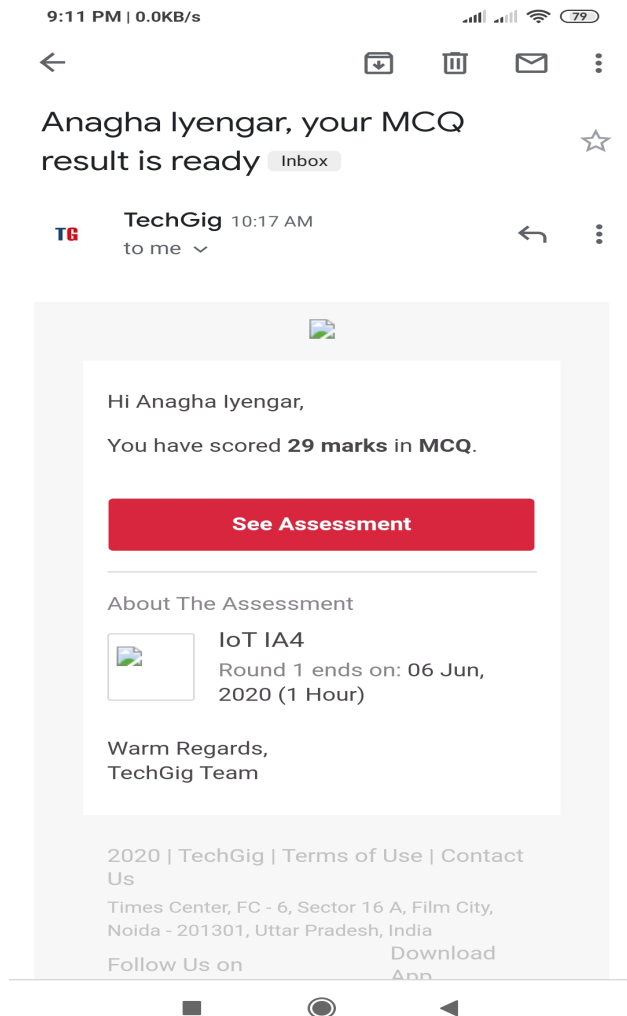 9:11 PM | 0.0KB/s
79
Anagha Iyengar, your MCQ
result is ready Inbox
TG
TechGig 10:17 AM
to me
Hi Anagha Iyengar,
You have scored 29 marks in MCQ.
See Assessment
About The Assessment
IoT IA4
Round 1 ends on: 06 Jun,
2020 (1 Hour)
Warm Regards,
TechGig Team
2020 | TechGig | Terms of Use | Contact
Us
Times Center, FC - 6, Sector 16 A, Film City,
Noida - 201301, Uttar Pradesh, India
Follow Us on
Download
App